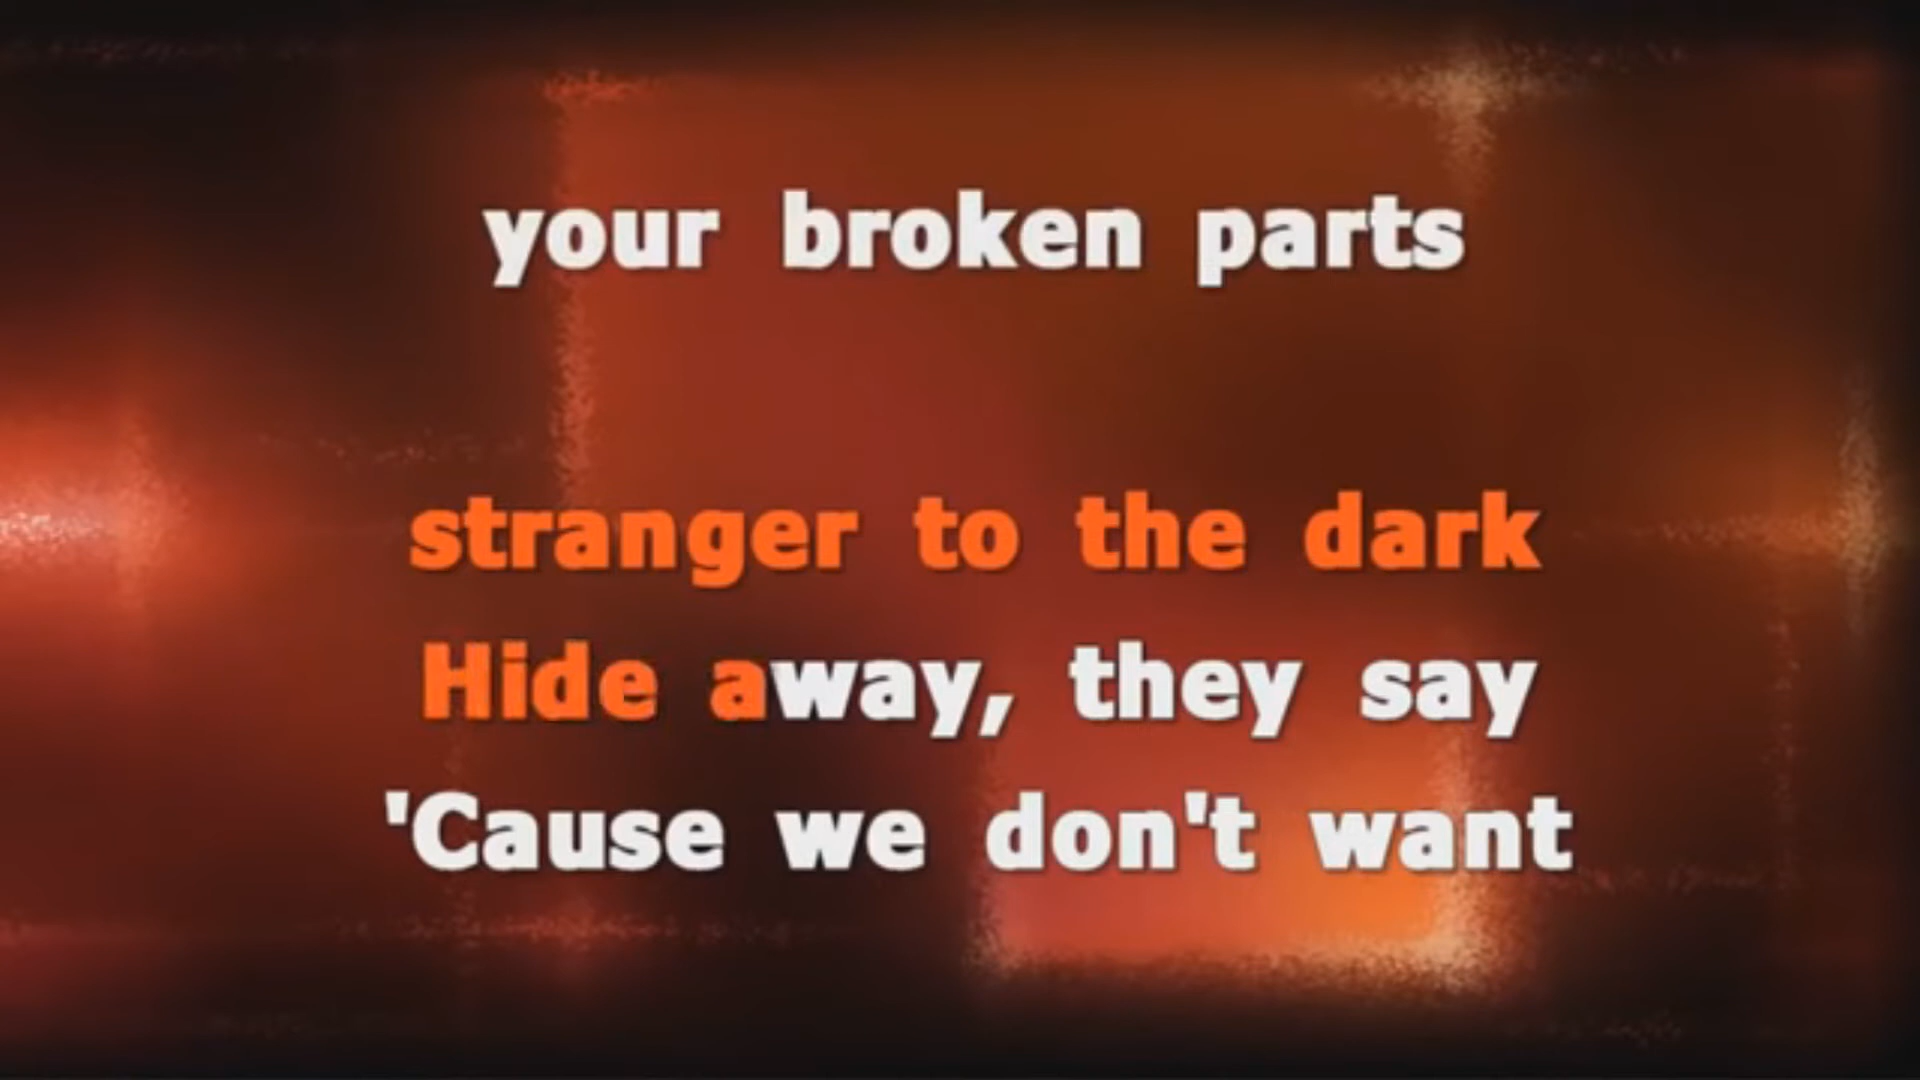 your broken parts
stranger to the dark
Hide away, they say
'Cause we don't want